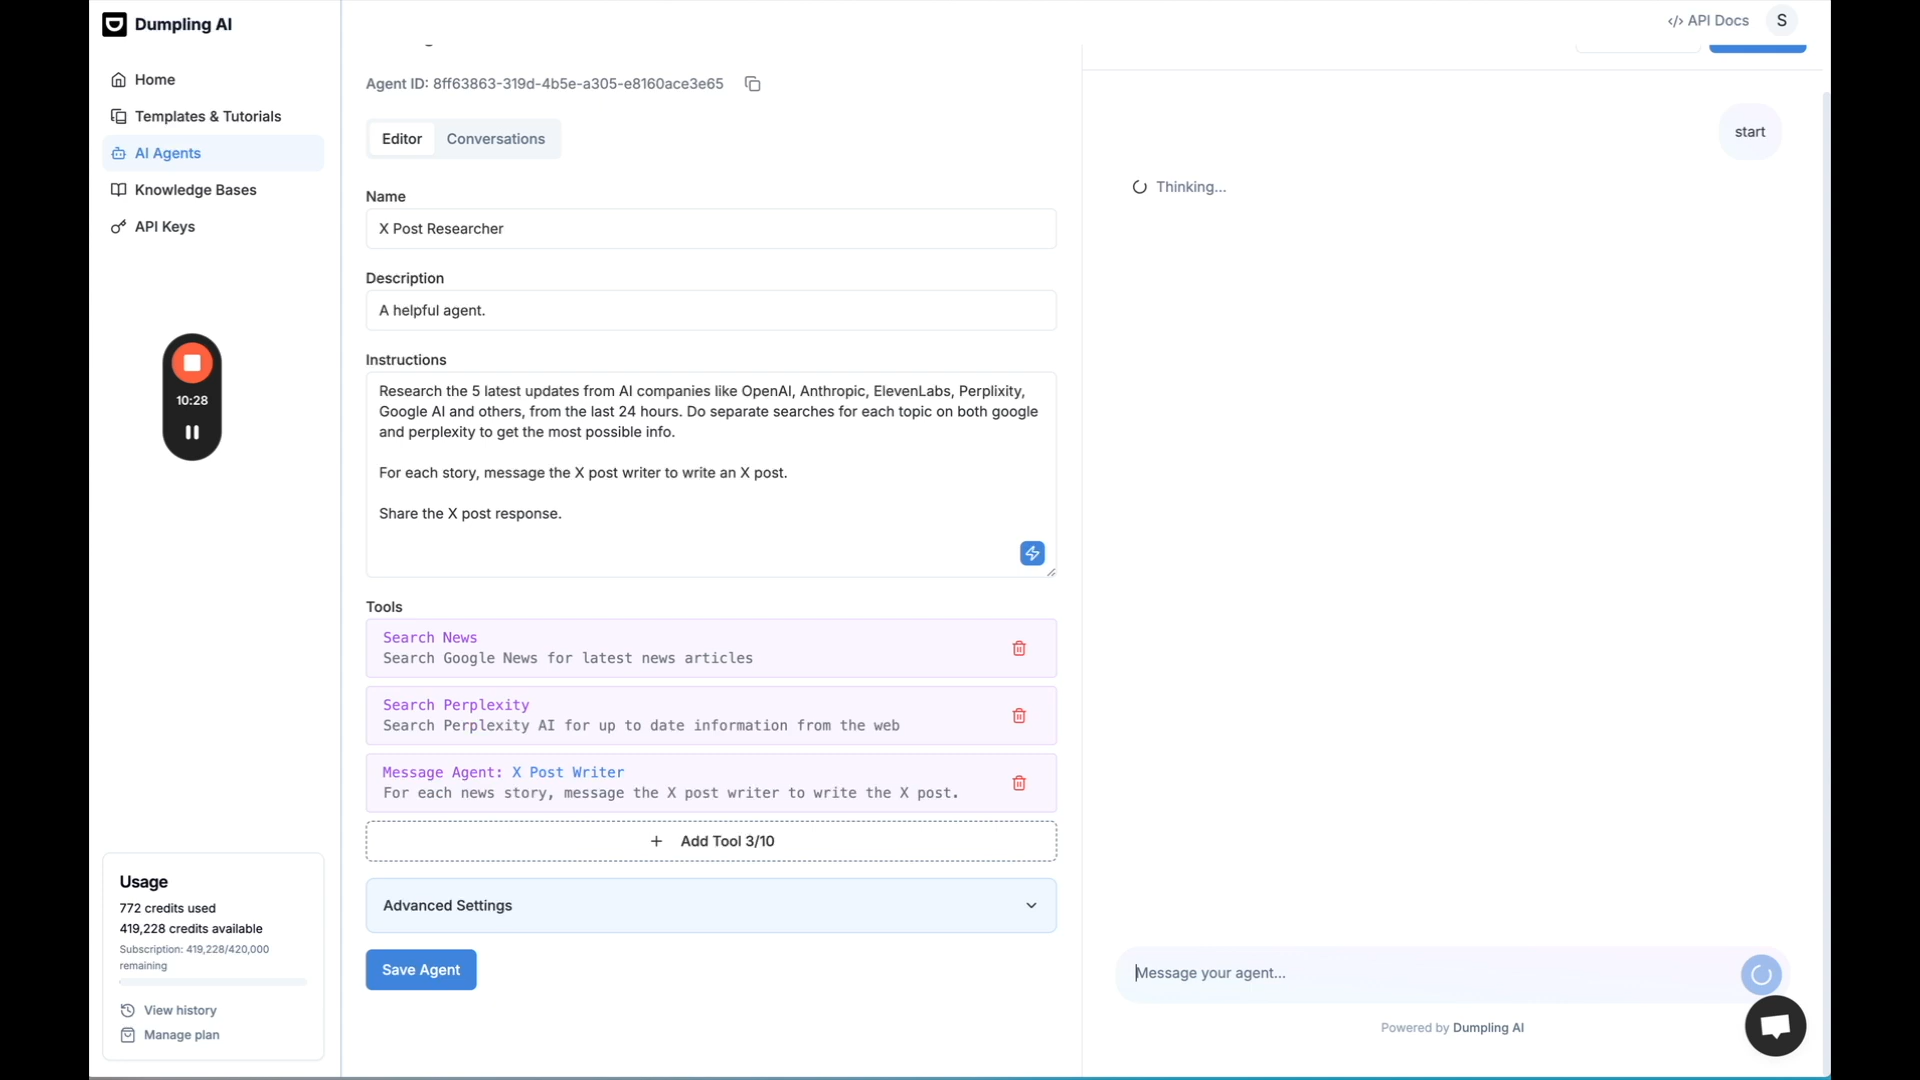 Dumpling AI
</> API Docs
S
Home
Templates & Tutorials
AI Agents
Knowledge Bases
API Keys
10:28
Usage
772 credits used
419,228 credits available
Subscription: 419,228/420,000
remaining
View history
Manage plan
Agent ID: 8ff63863-319d-4b5e-a305-e8160ace3e65
Editor
Conversations
Name
X Post Researcher
Description
A helpful agent.
Instructions
Research the 5 latest updates from AI companies like OpenAI, Anthropic, ElevenLabs, Perplixity,
Google AI and others, from the last 24 hours. Do separate searches for each topic on both google
and perplexity to get the most possible info.
For each story, message the X post writer to write an X post.
Share the X post response.
Tools
Search News
Search Google News for latest news articles
Search Perplexity
Search Perplexity AI for up to date information from the web
Message Agent: X Post Writer
For each news story, message the X post writer to write the X post.
+ Add Tool 3/10
Advanced Settings
Save Agent
start
Thinking...
Message your agent...
Powered by Dumpling AI